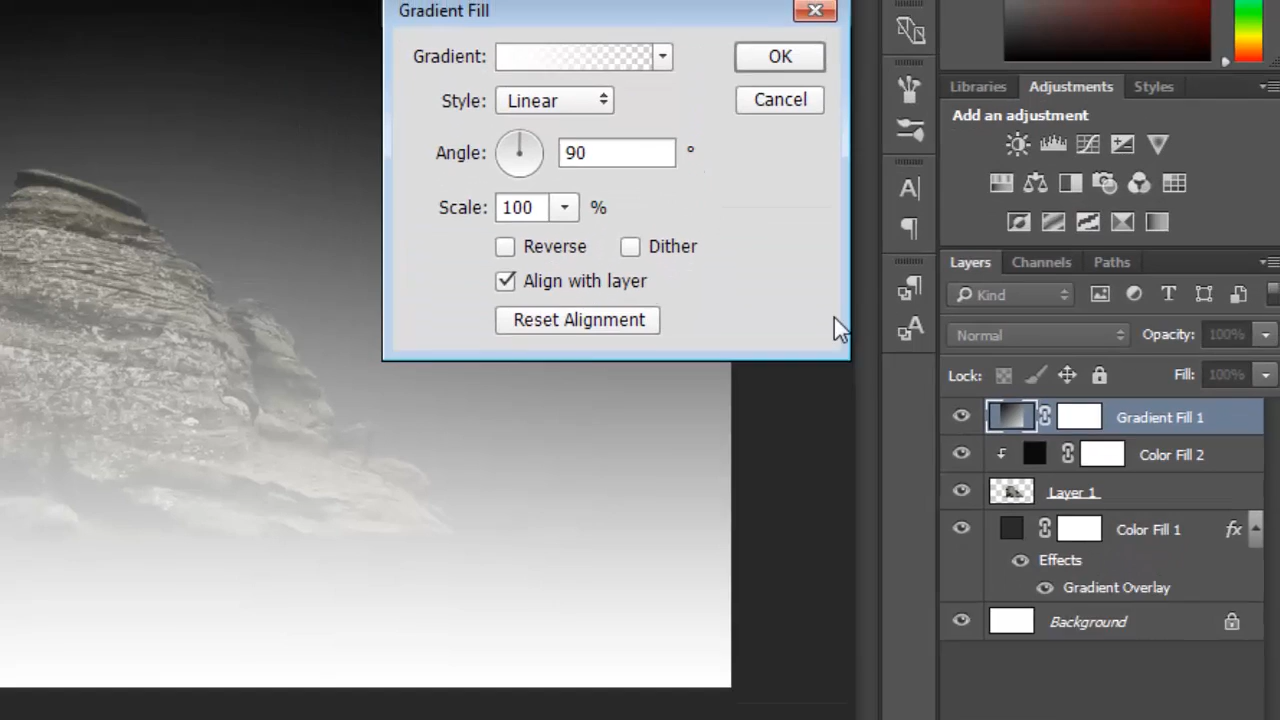 Gradient Fill
Gradient:
OK
Style: Linear
Cancel
Angle: 90 °
Scale: 100 %
Reverse Dither
Align with layer
Reset Alignment
Libraries Adjustments Styles
Add an adjustment
Layers Channels Paths
Kind
Normal Opacity: 100%
Lock: Fill: 100%
Gradient Fill 1
Color Fill 2
Layer 1
Color Fill 1 fx
Effects
Gradient Overlay
Background